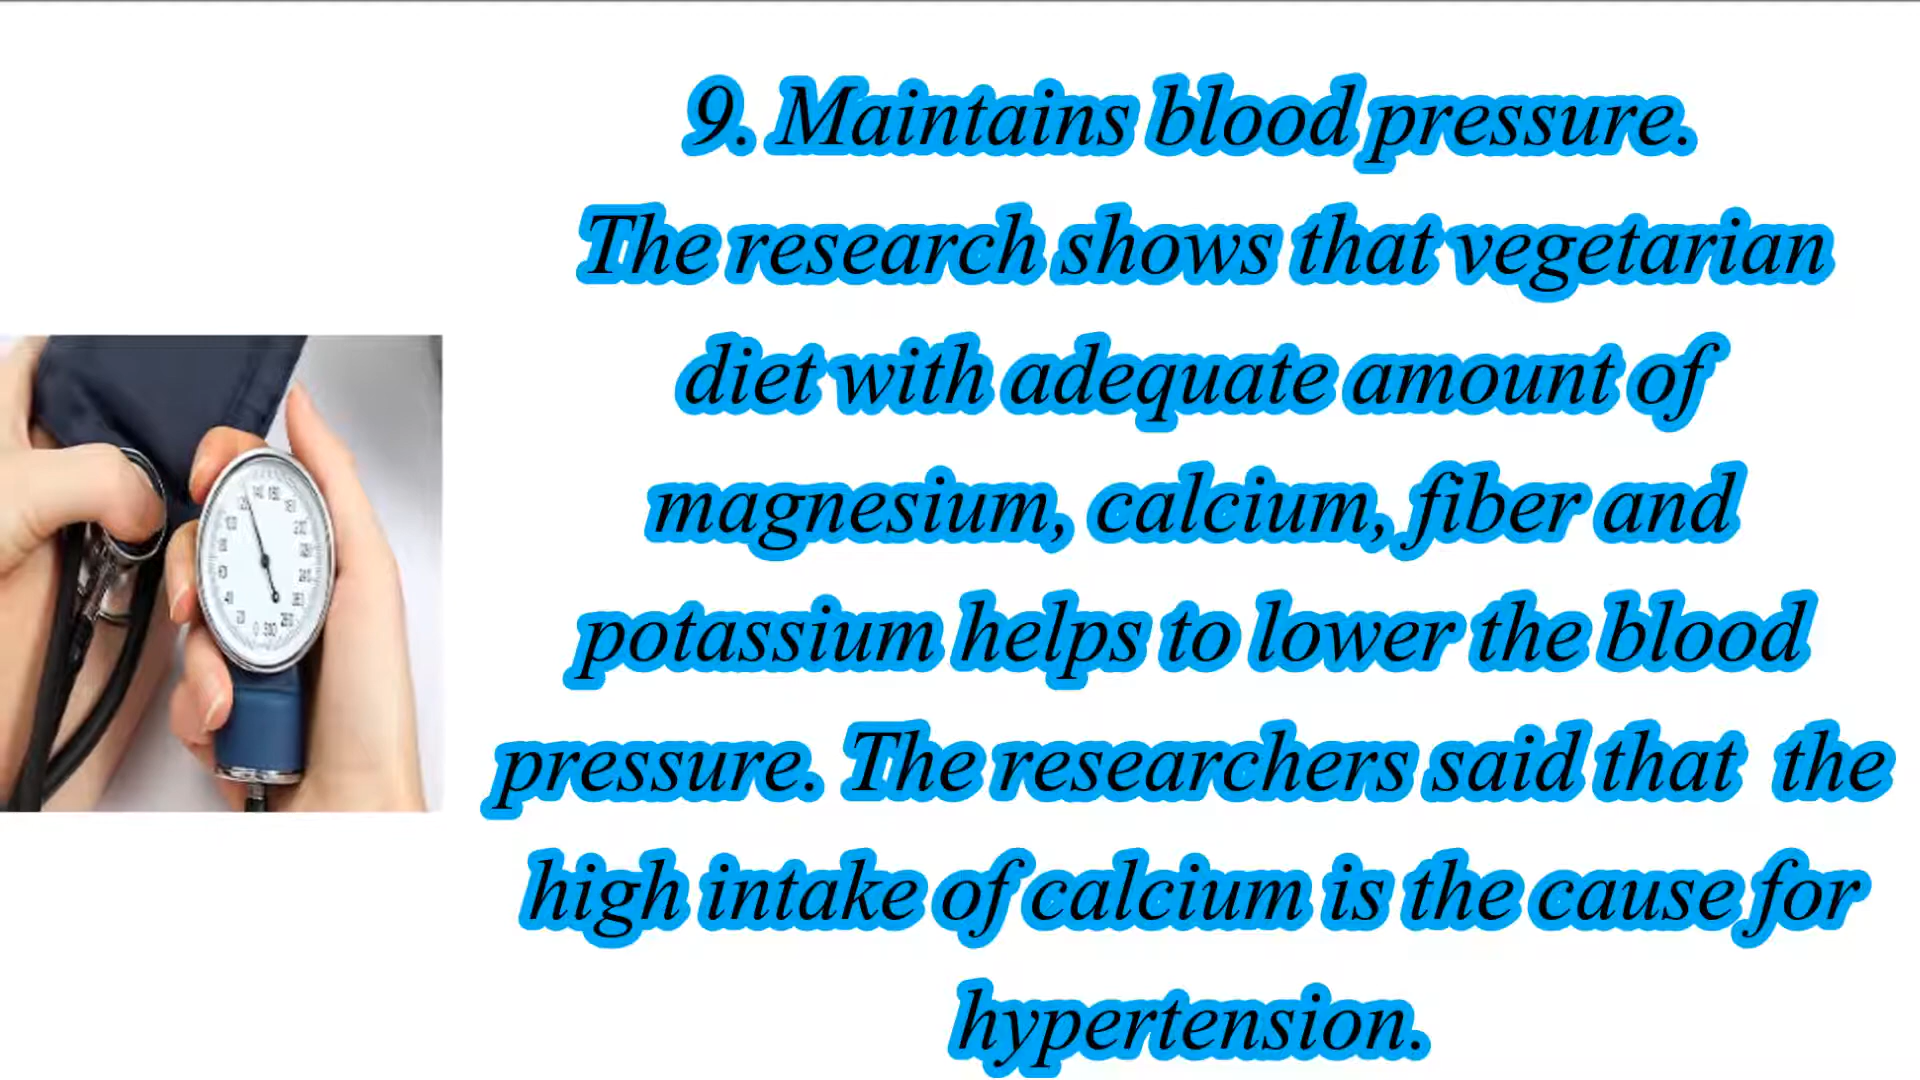 9. Maintains blood pressure.
The research shows that vegetarian
diet with adequate amount of
magnesium, calcium, fiber and
potassium helps to lower the blood
pressure. The researchers said that  the
high intake of calcium is the cause for
hypertension.